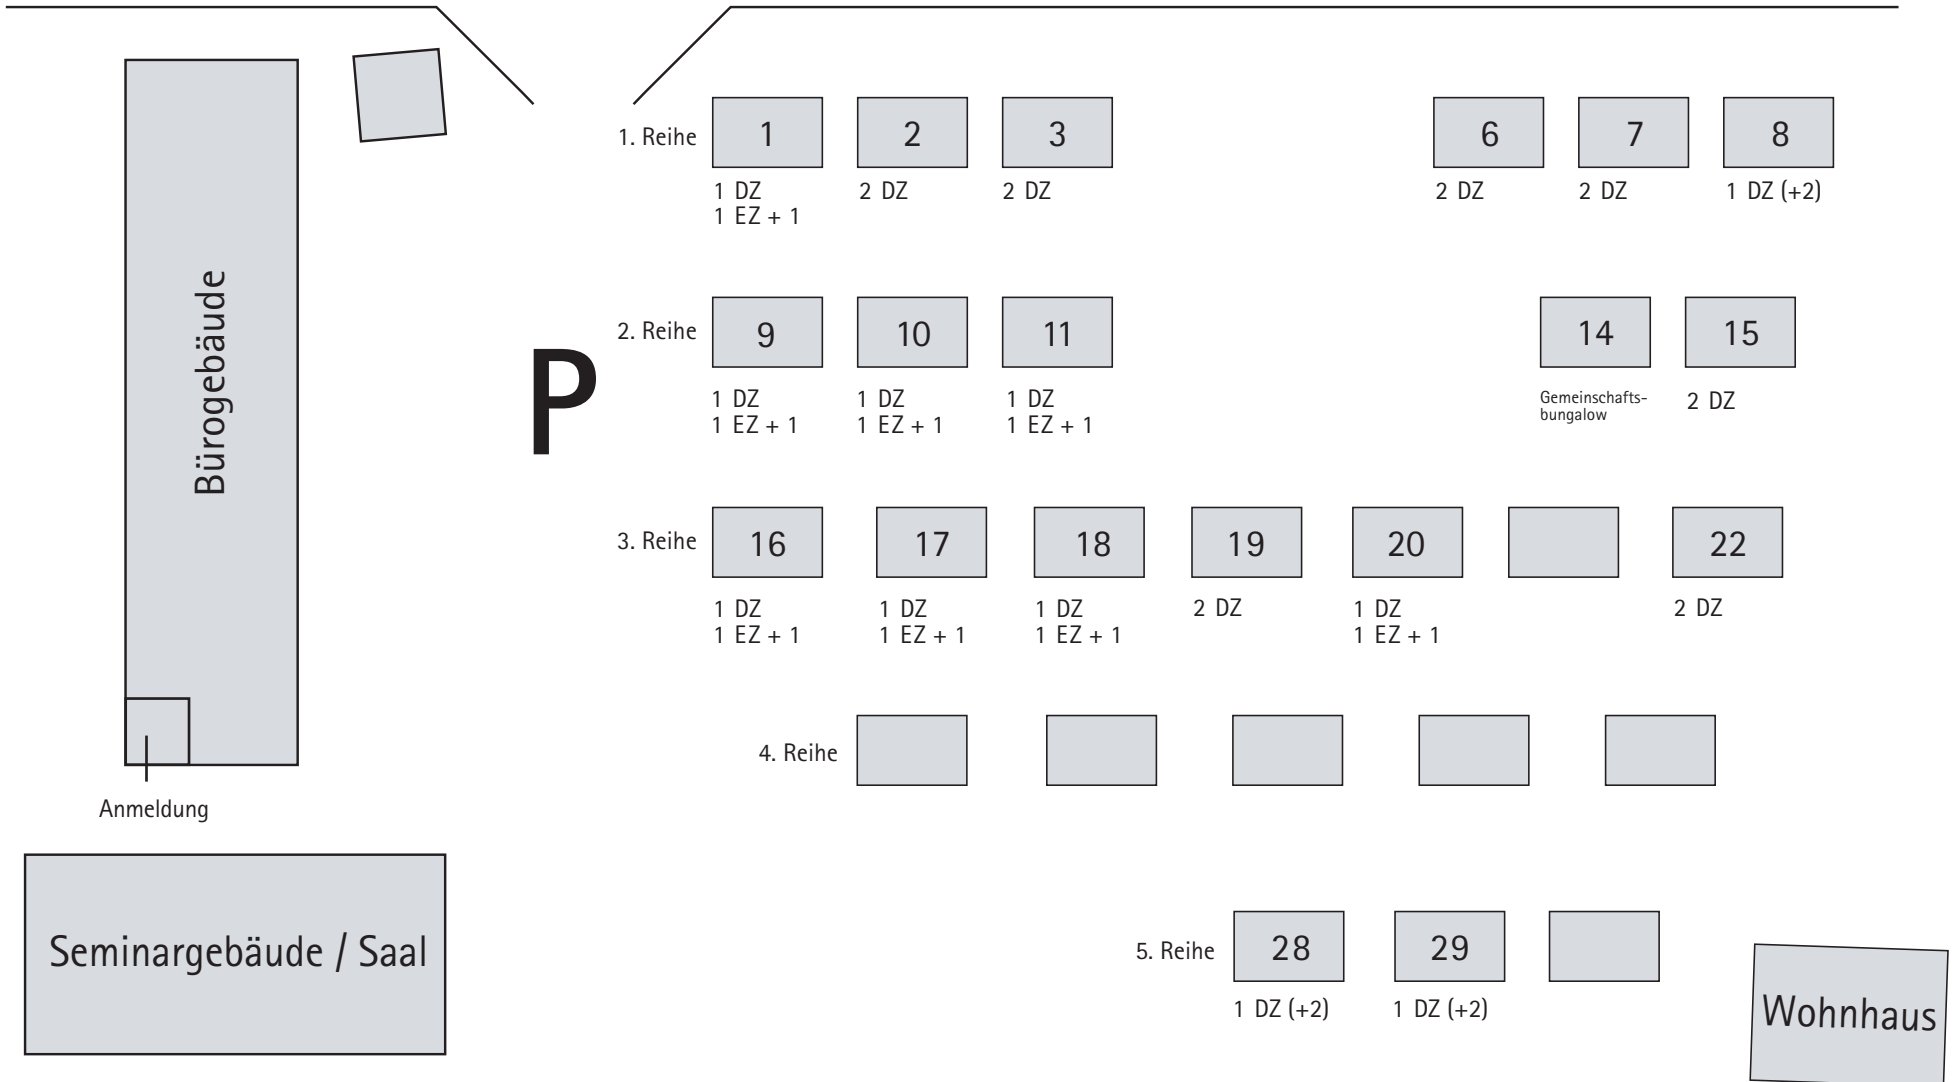 1. Reihe
1
2
3
6
7
8
1 DZ
1 EZ + 1
2 DZ
2 DZ
2 DZ
2 DZ
1 DZ (+2)
Bürogebäude
P
2. Reihe
9
10
11
14
15
1 DZ
1 EZ + 1
1 DZ
1 EZ + 1
1 DZ
1 EZ + 1
Gemeinschafts-
bungalow
2 DZ
3. Reihe
16
17
18
19
20
22
1 DZ
1 EZ + 1
1 DZ
1 EZ + 1
1 DZ
1 EZ + 1
2 DZ
1 DZ
1 EZ + 1
2 DZ
4. Reihe
Anmeldung
Seminargebäude / Saal
5. Reihe
28
29
1 DZ (+2)
1 DZ (+2)
Wohnhaus